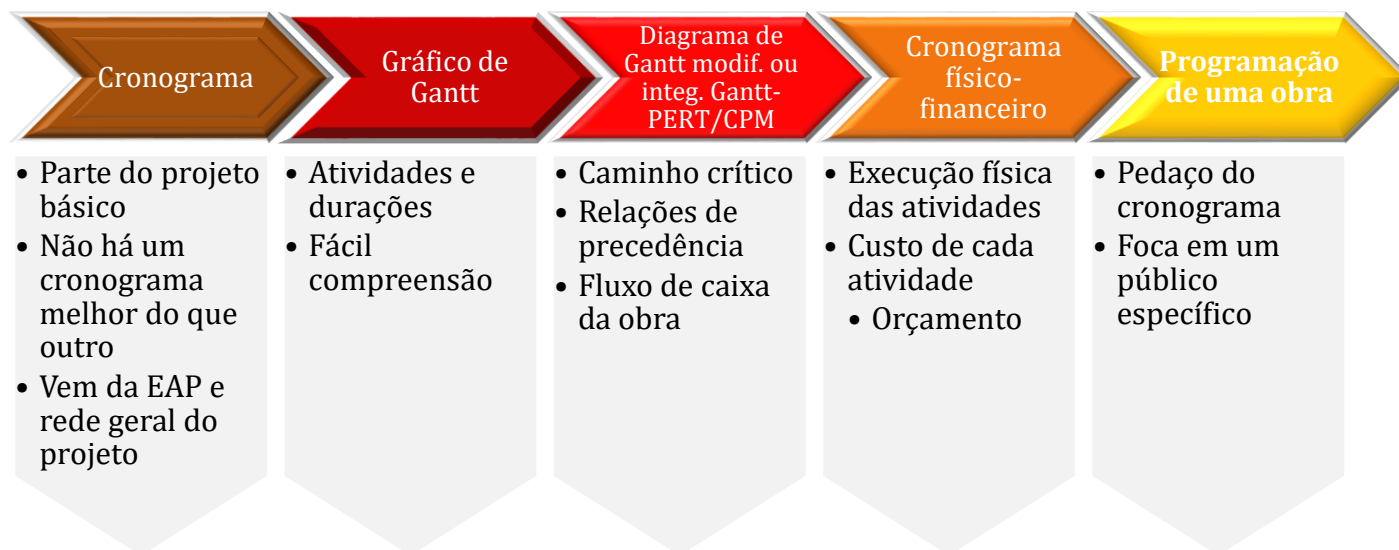 Cronograma
Gráfico de
Gantt
Diagrama de
Gantt modif. ou
integ. Gantt-
PERT/CPM
Cronograma
físico-
financeiro
Programação
de uma obra
• Parte do projeto
básico
• Não há um
cronograma
melhor do que
outro
• Vem da EAP e
rede geral do
projeto
• Atividades e
durações
• Fácil
compreensão
• Caminho crítico
• Relações de
precedência
• Fluxo de caixa
da obra
• Execução física
das atividades
• Custo de cada
atividade
• Orçamento
• Pedaço do
cronograma
• Foca em um
público
específico